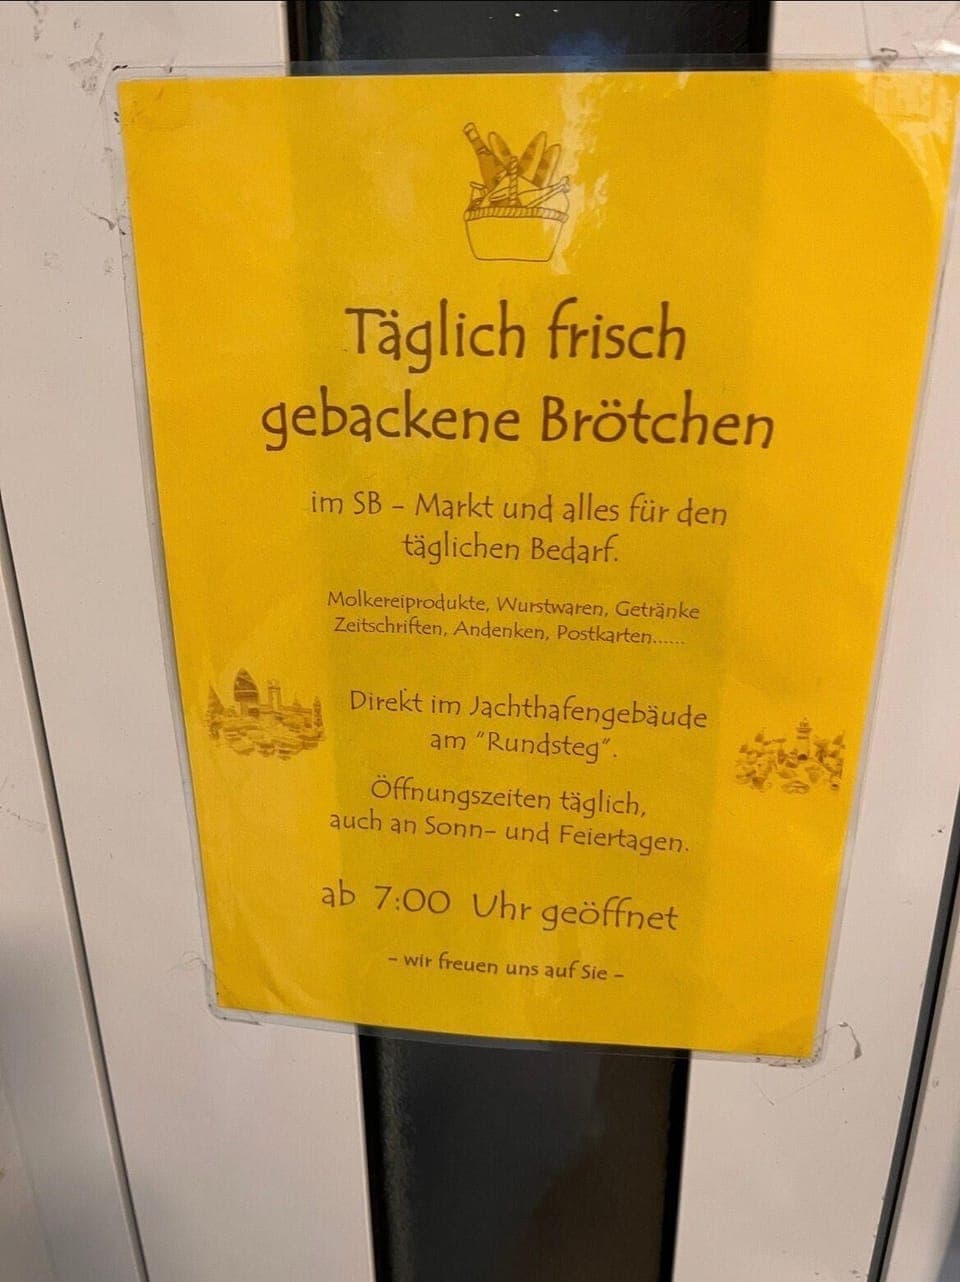 Täglich frisch
gebackene Brötchen
im SB - Markt und alles für den
täglichen Bedarf.
Molkereiprodukte, Wurstwaren, Getränke
Zeitschriften, Andenken, Postkarten......
Direkt im Jachthafengebäude
am "Rundsteg".
Öffnungszeiten täglich,
auch an Sonn- und Feiertagen.
ab 7:00 Uhr geöffnet
- wir freuen uns auf Sie -